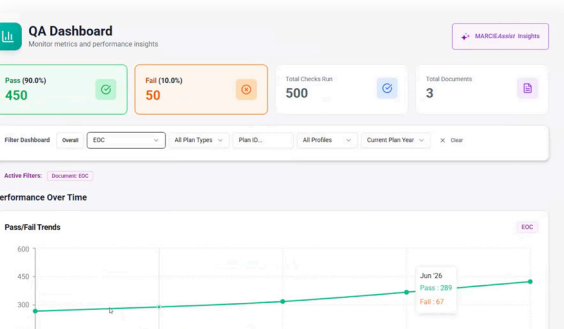 QA Dashboard
Monitor metrics and performance insights
MARCIEAssist Insights
Pass (90.0%)
450
Fail (10.0%)
50
Total Checks Run
500
Total Documents
3
Filter Dashboard
Overall
EOC
All Plan Types
Plan ID...
All Profiles
Current Plan Year
Clear
Active Filters:
Document: EOC
erformance Over Time
Pass/Fail Trends
EOC
600
450
300
Jun '26
Pass : 289
Fail : 67